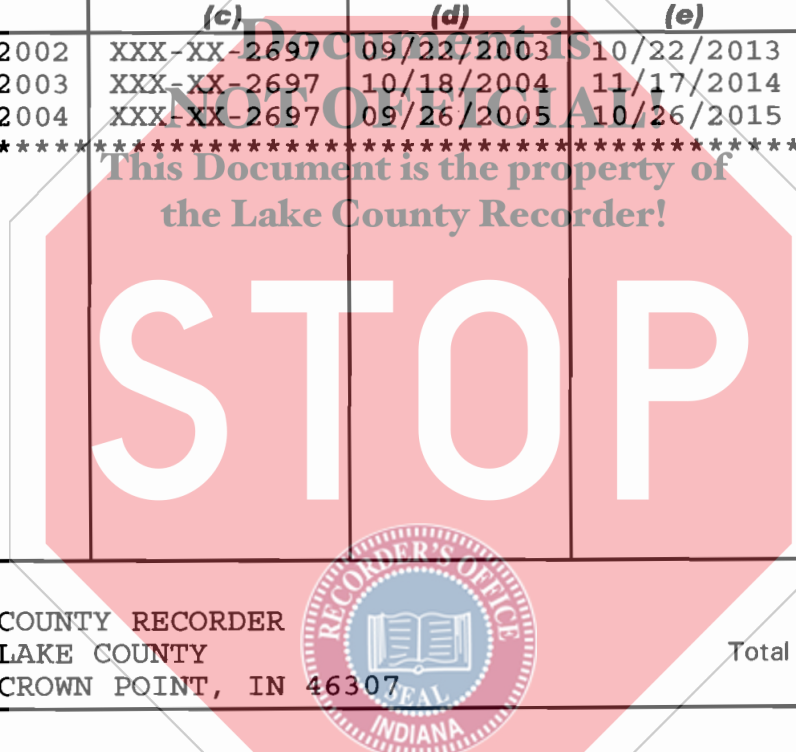 (c) (d) (e)
Document is
2002 XXX-XX-2697 09/22/2003 10/22/2013
2003 XXX-XX-2697 10/18/2004 11/17/2014
NOT OFFICIAL!
2004 XXX-XX-2697 09/26/2005 10/26/2015
****************************************
This Document is the property of
the Lake County Recorder!
STOP
COUNTY RECORDER
LAKE COUNTY
Total
CROWN POINT, IN 46307
RECORDER'S OFFICE
SEAL
INDIANA